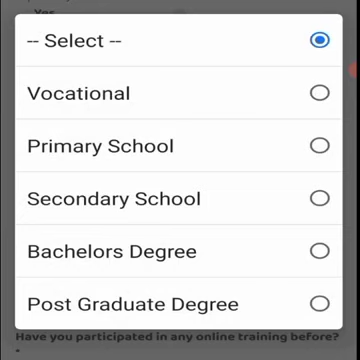 Yes
-- Select --
Vocational
Primary School
Secondary School
Bachelors Degree
Post Graduate Degree
Have you participated in any online training before?
*